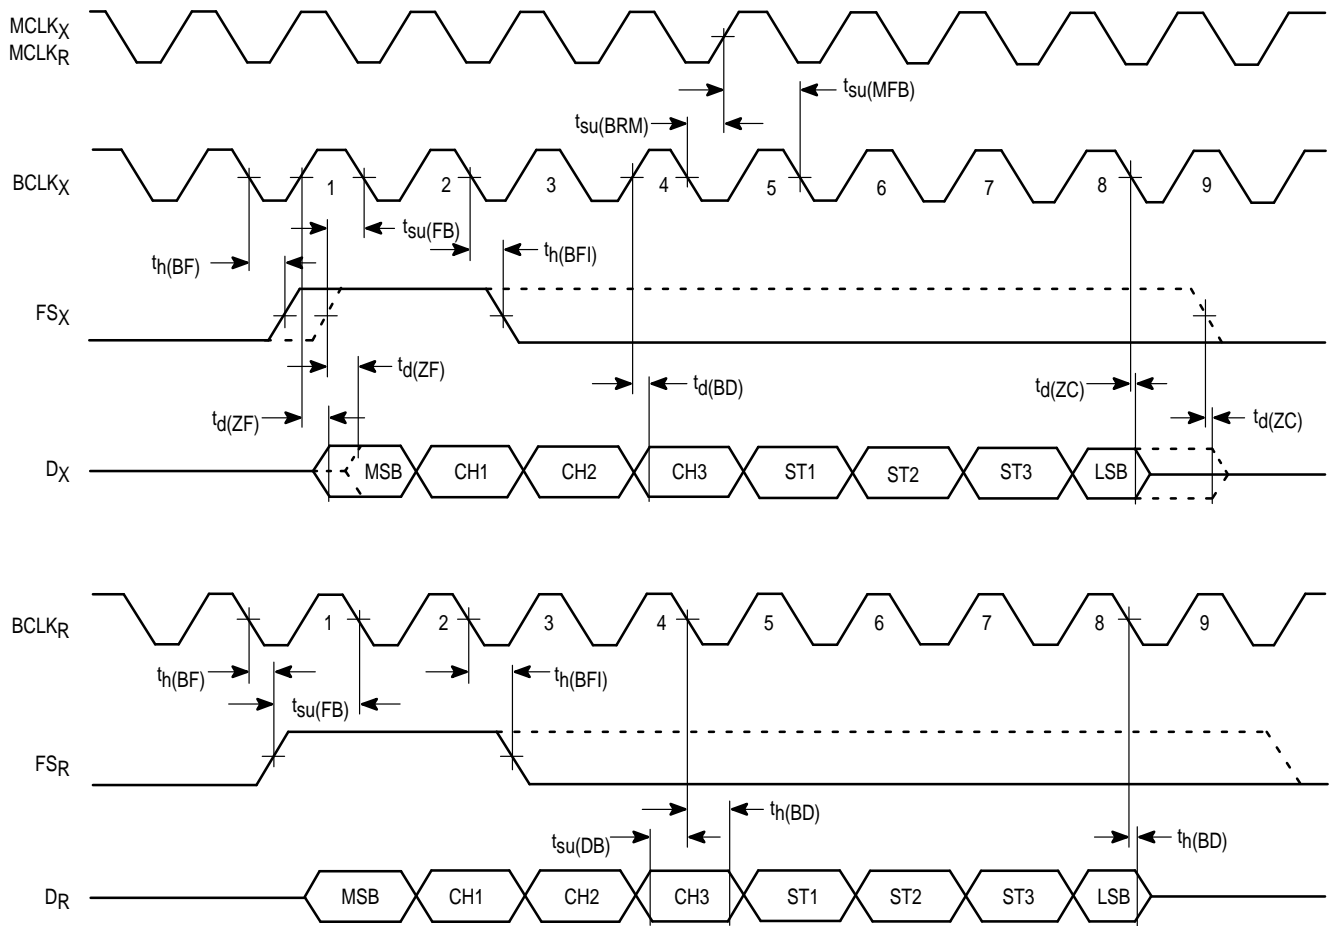 MCLKX
MCLKR
tsu(MFB)
tsu(BRM)
BCLKX 1 2 3 4 5 6 7 8 9
tsu(FB)
th(BF) th(BFI)
FSX
td(ZF) td(BD) td(ZC)
td(ZF) td(ZC)
DX MSB CH1 CH2 CH3 ST1 ST2 ST3 LSB
BCLKR 1 2 3 4 5 6 7 8 9
th(BF) th(BFI)
tsu(FB)
FSR
th(BD)
tsu(DB) th(BD)
DR MSB CH1 CH2 CH3 ST1 ST2 ST3 LSB